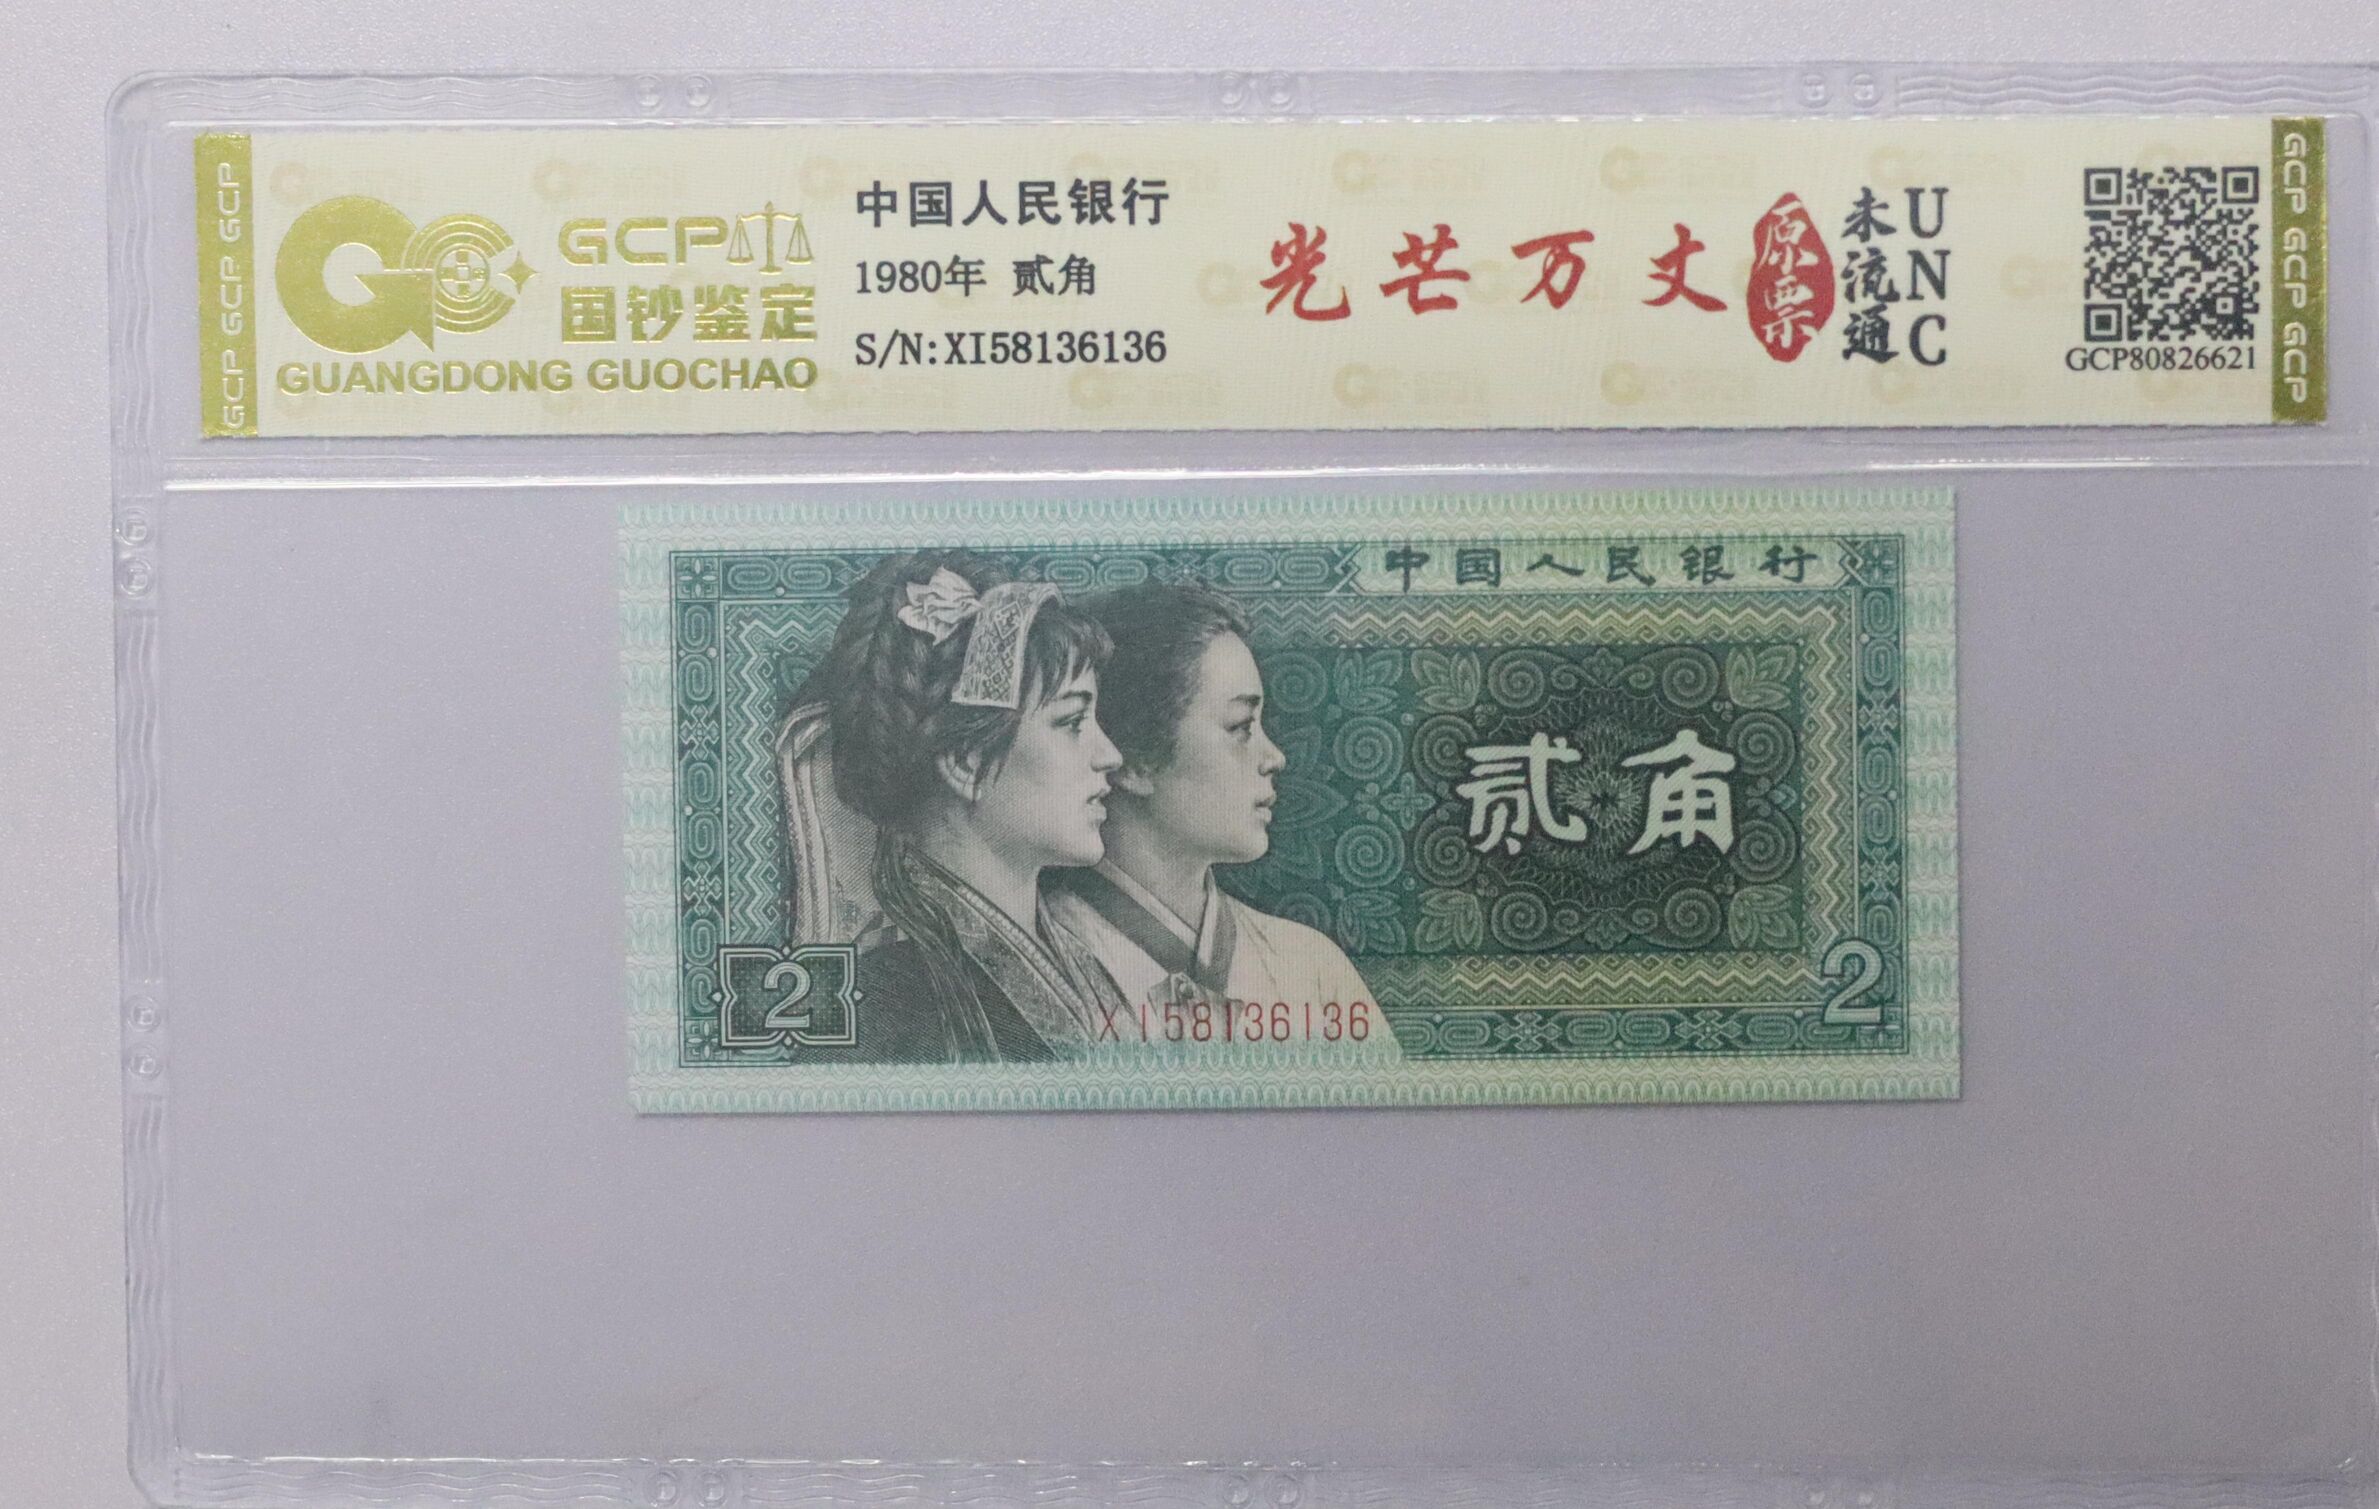 GCP GCP GCP
GCP
国钞鉴定
GUANGDONG GUOCHAO
中国人民银行
1980年 贰角
S/N:XI58136136
光芒万丈
原票
未流通
UNC
GCP80826621
GCP GCP GCP
中国人民银行
贰角
2
2
XI58136136